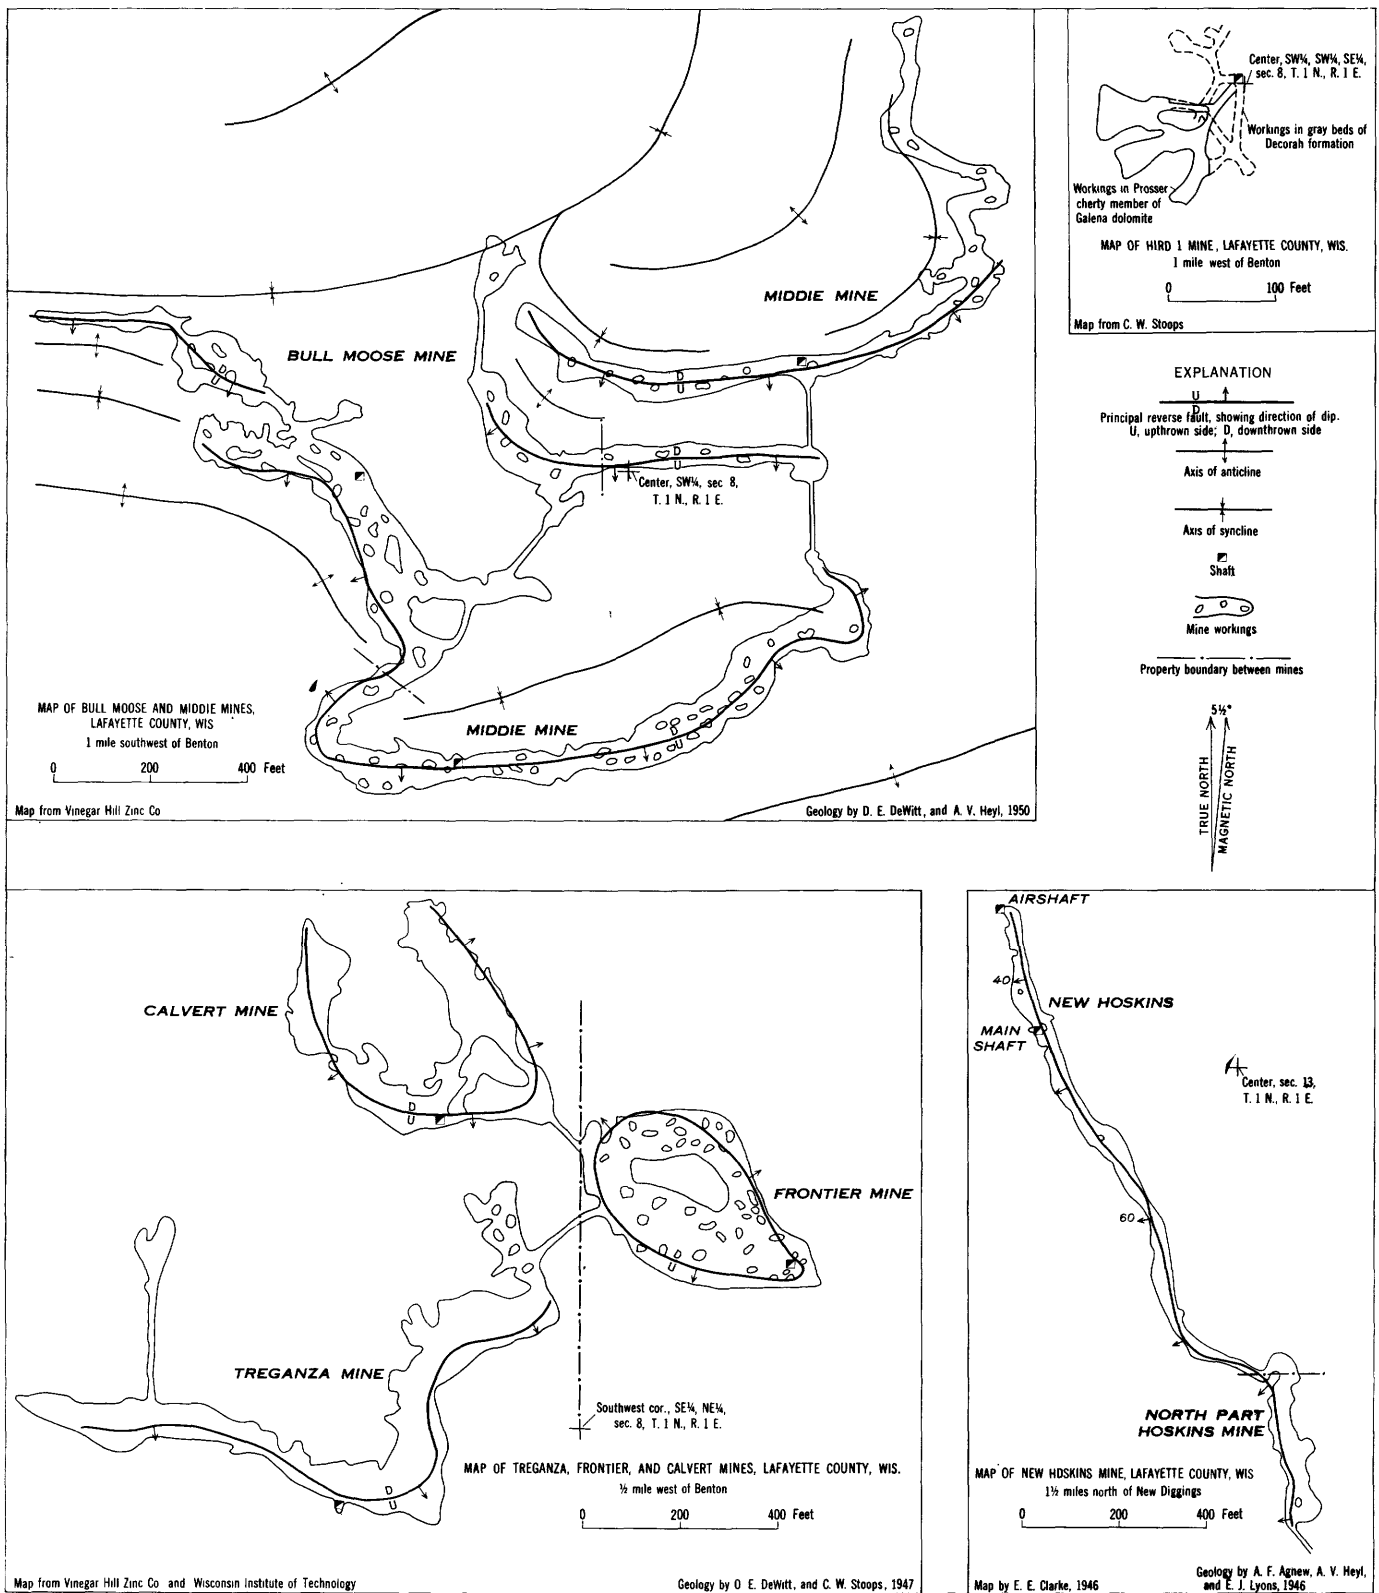 MIDDIE MINE
BULL MOOSE MINE
D
U
D
U
D
U
Center, SW¼, sec 8,
T. 1 N., R. 1 E.
MIDDIE MINE
D
U
MAP OF BULL MOOSE AND MIDDIE MINES,
LAFAYETTE COUNTY, WIS
1 mile southwest of Benton
0 200 400 Feet
Map from Vinegar Hill Zinc Co
Geology by D. E. DeWitt, and A. V. Heyl, 1950
Center, SW¼, SW¼, SE¼,
sec. 8, T. 1 N., R. 1 E.
Workings in gray beds of
Decorah formation
Workings in Prosser
cherty member of
Galena dolomite
MAP OF HIRD 1 MINE, LAFAYETTE COUNTY, WIS.
1 mile west of Benton
0 100 Feet
Map from C. W. Stoops
EXPLANATION
U
D
Principal reverse fault, showing direction of dip.
U, upthrown side; D, downthrown side
Axis of anticline
Axis of syncline
Shaft
Mine workings
Property boundary between mines
5½°
TRUE NORTH
MAGNETIC NORTH
CALVERT MINE
D
U
FRONTIER MINE
D
U
TREGANZA MINE
D
U
Southwest cor., SE¼, NE¼,
sec. 8, T. 1 N., R. 1 E.
MAP OF TREGANZA, FRONTIER, AND CALVERT MINES, LAFAYETTE COUNTY, WIS.
½ mile west of Benton
0 200 400 Feet
Map from Vinegar Hill Zinc Co and Wisconsin Institute of Technology
Geology by O E. DeWitt, and C. W. Stoops, 1947
AIRSHAFT
40
NEW HOSKINS
MAIN
SHAFT
Center, sec. 13,
T. 1 N., R. 1 E.
60
NORTH PART
HOSKINS MINE
MAP OF NEW HOSKINS MINE, LAFAYETTE COUNTY, WIS
1½ miles north of New Diggings
0 200 400 Feet
Map by E. E. Clarke, 1946
Geology by A. F. Agnew, A. V. Heyl,
and E. J. Lyons, 1946